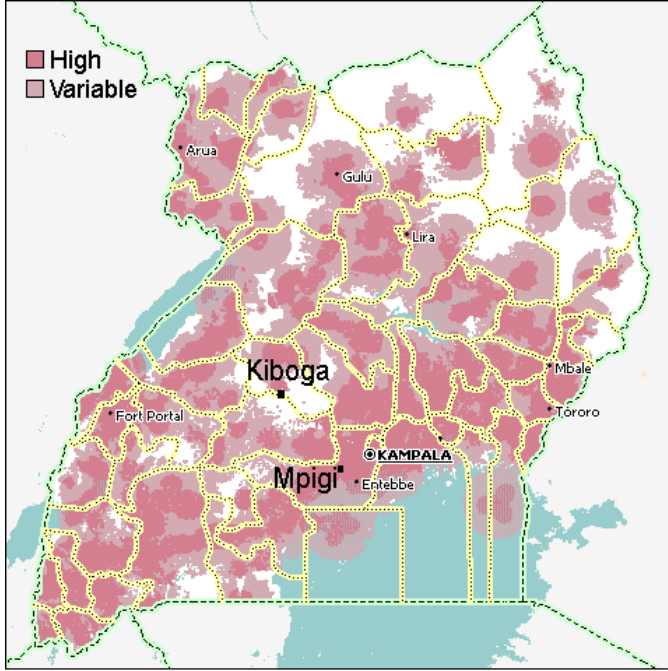 High
Variable
Arua
Gulu
Lira
Kiboga
Mbale
Fort Portal
Tororo
KAMPALA
Mpigi
Entebbe